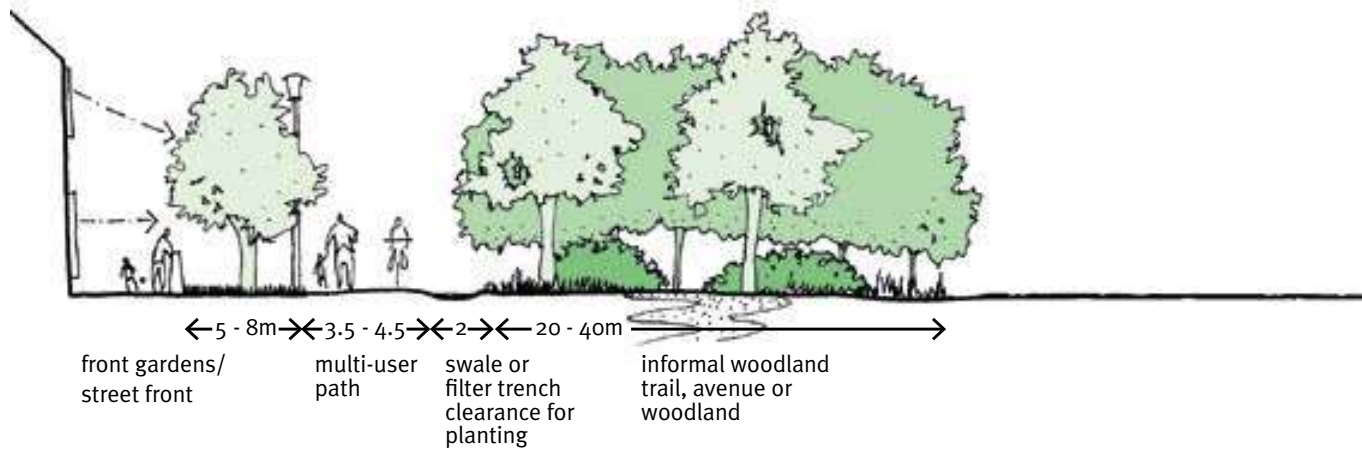 5 - 8m 3.5 - 4.5 2 20 - 40m
front gardens/
street front
multi-user
path
swale or
filter trench
clearance for
planting
informal woodland
trail, avenue or
woodland